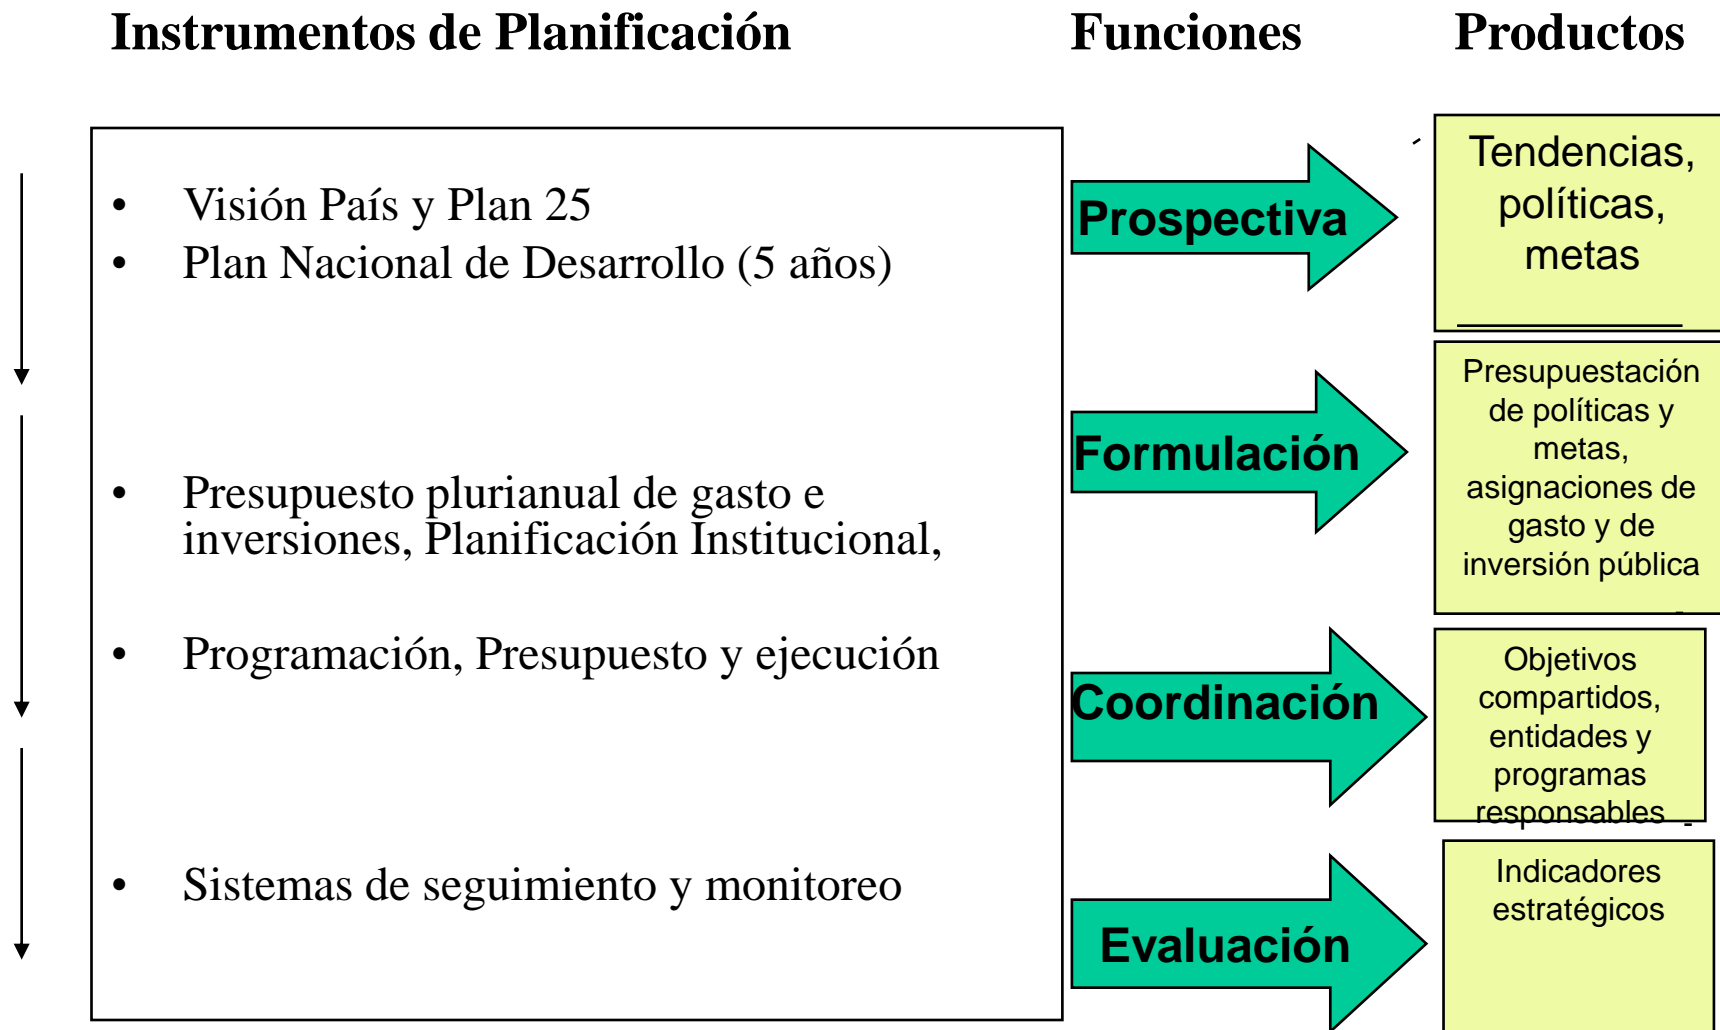 Instrumentos de Planificación
Funciones
Productos
• Visión País y Plan 25
• Plan Nacional de Desarrollo (5 años)
• Presupuesto plurianual de gasto e
inversiones, Planificación Institucional,
• Programación, Presupuesto y ejecución
• Sistemas de seguimiento y monitoreo
Prospectiva
Formulación
Coordinación
Evaluación
Tendencias,
políticas,
metas
Presupuestación
de políticas y
metas,
asignaciones de
gasto y de
inversión pública
Objetivos
compartidos,
entidades y
programas
responsables
Indicadores
estratégicos